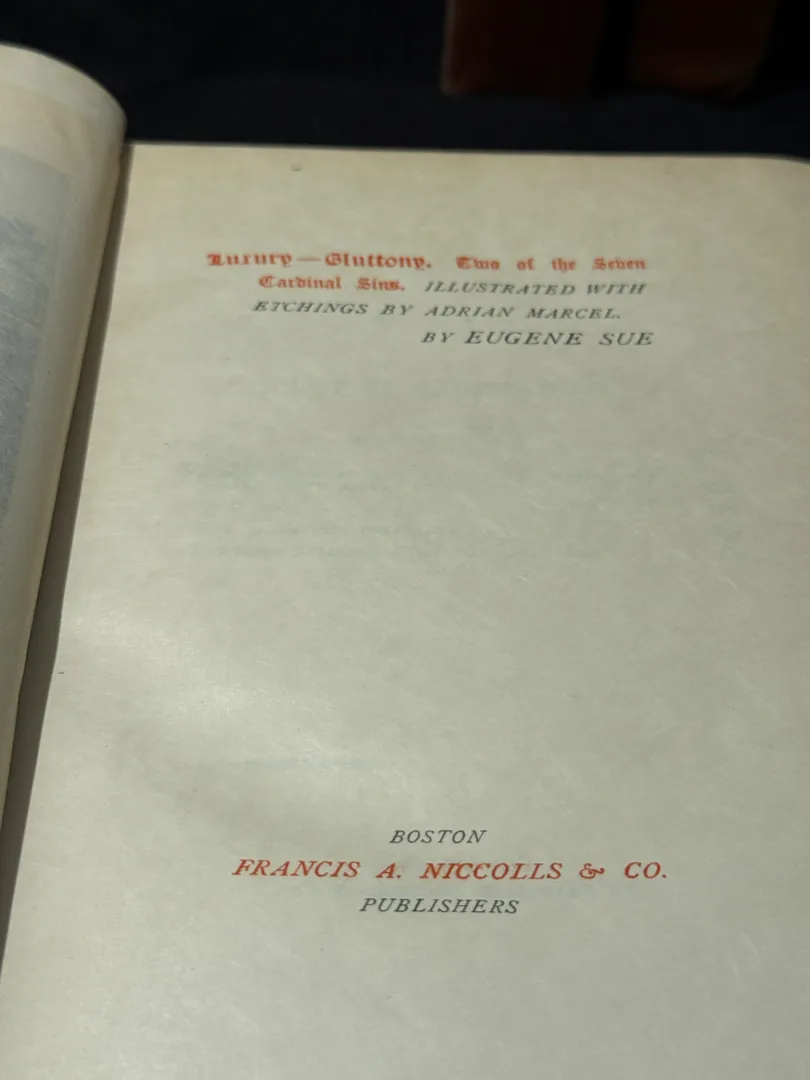 Luxury — Gluttony. Two of the Seven
Cardinal Sins. ILLUSTRATED WITH
ETCHINGS BY ADRIAN MARCEL.
BY EUGENE SUE
BOSTON
FRANCIS A. NICCOLLS & CO.
PUBLISHERS